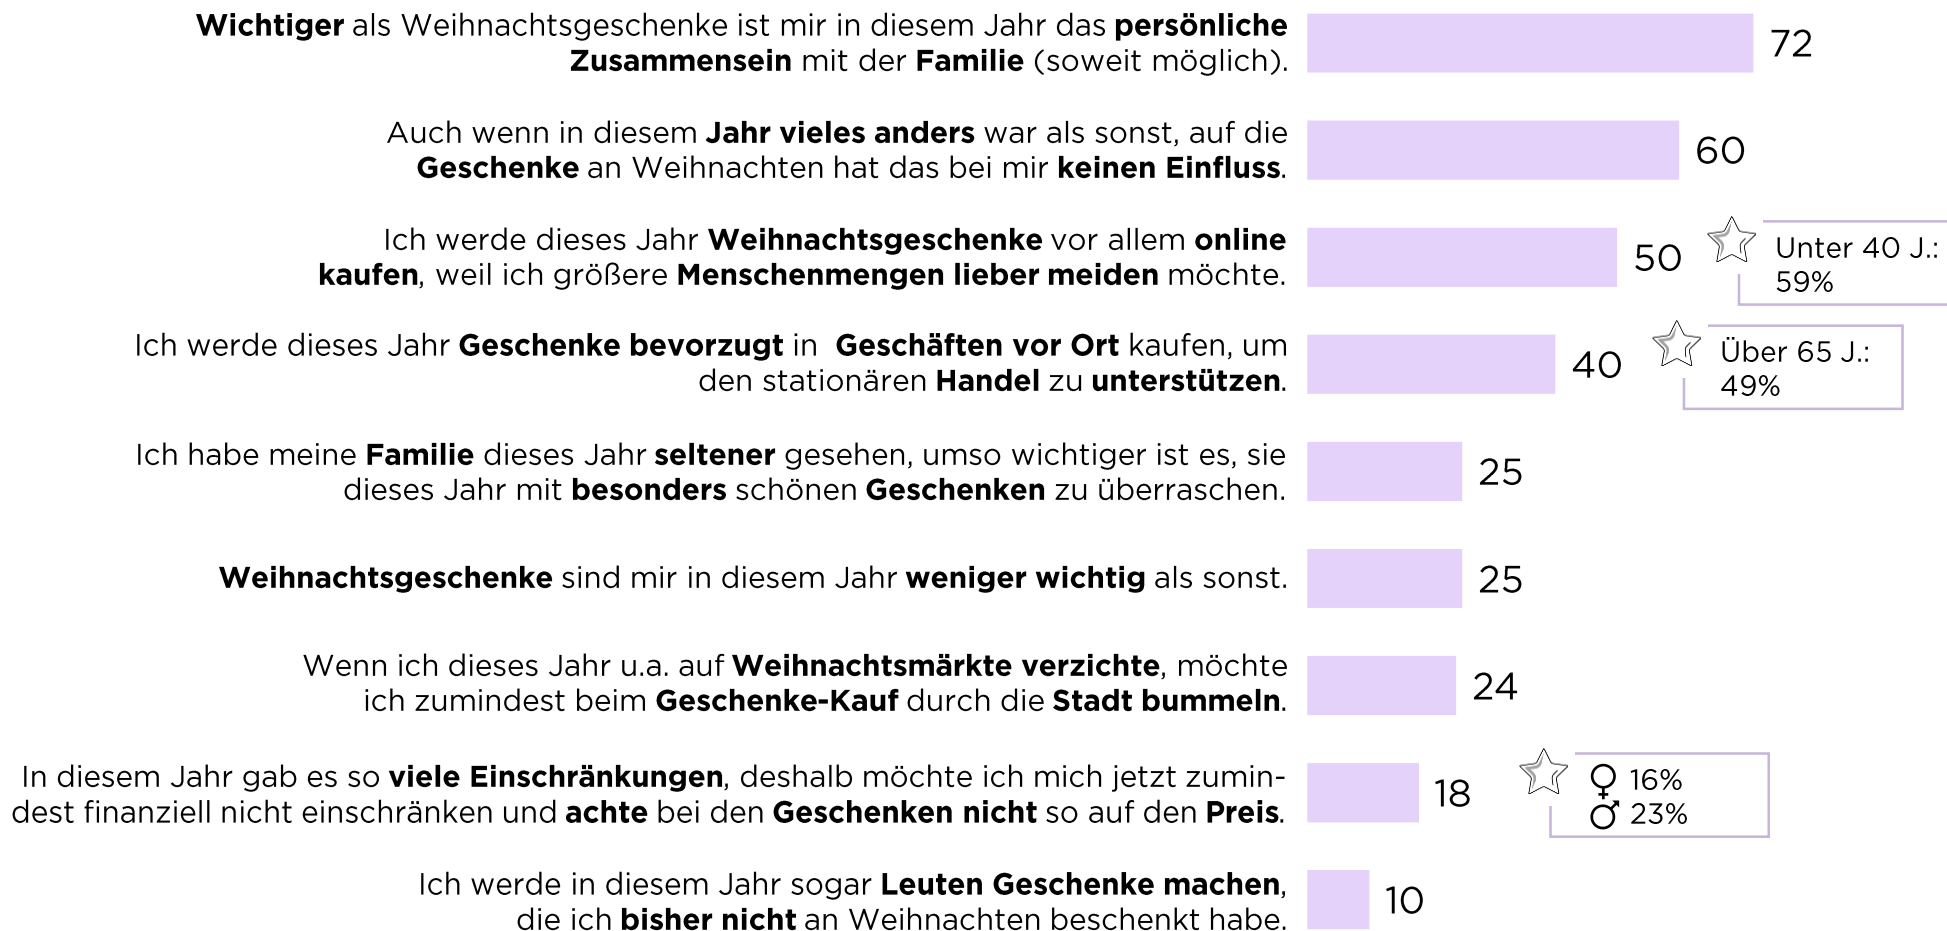 Wichtiger als Weihnachtsgeschenke ist mir in diesem Jahr das persönliche
Zusammensein mit der Familie (soweit möglich).
72
Auch wenn in diesem Jahr vieles anders war als sonst, auf die
Geschenke an Weihnachten hat das bei mir keinen Einfluss.
60
Ich werde dieses Jahr Weihnachtsgeschenke vor allem online
kaufen, weil ich größere Menschenmengen lieber meiden möchte.
50
Unter 40 J.:
59%
Ich werde dieses Jahr Geschenke bevorzugt in Geschäften vor Ort kaufen, um
den stationären Handel zu unterstützen.
40
Über 65 J.:
49%
Ich habe meine Familie dieses Jahr seltener gesehen, umso wichtiger ist es, sie
dieses Jahr mit besonders schönen Geschenken zu überraschen.
25
Weihnachtsgeschenke sind mir in diesem Jahr weniger wichtig als sonst.
25
Wenn ich dieses Jahr u.a. auf Weihnachtsmärkte verzichte, möchte
ich zumindest beim Geschenke-Kauf durch die Stadt bummeln.
24
In diesem Jahr gab es so viele Einschränkungen, deshalb möchte ich mich jetzt zumin-
dest finanziell nicht einschränken und achte bei den Geschenken nicht so auf den Preis.
18
♀ 16%
♂ 23%
Ich werde in diesem Jahr sogar Leuten Geschenke machen,
die ich bisher nicht an Weihnachten beschenkt habe.
10